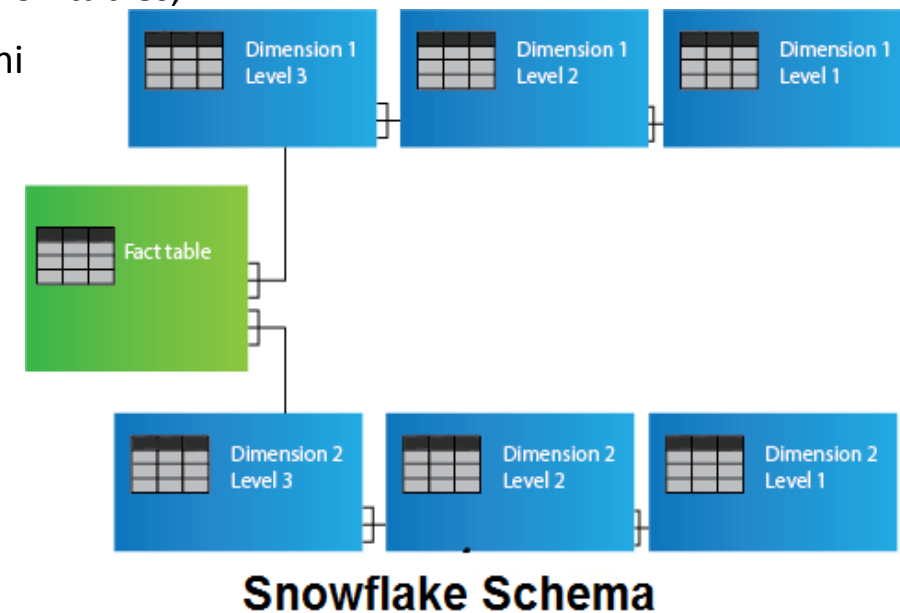 Dimension 1
Level 3
Dimension 1
Level 2
Dimension 1
Level 1
Fact table
Dimension 2
Level 3
Dimension 2
Level 2
Dimension 2
Level 1
Snowflake Schema